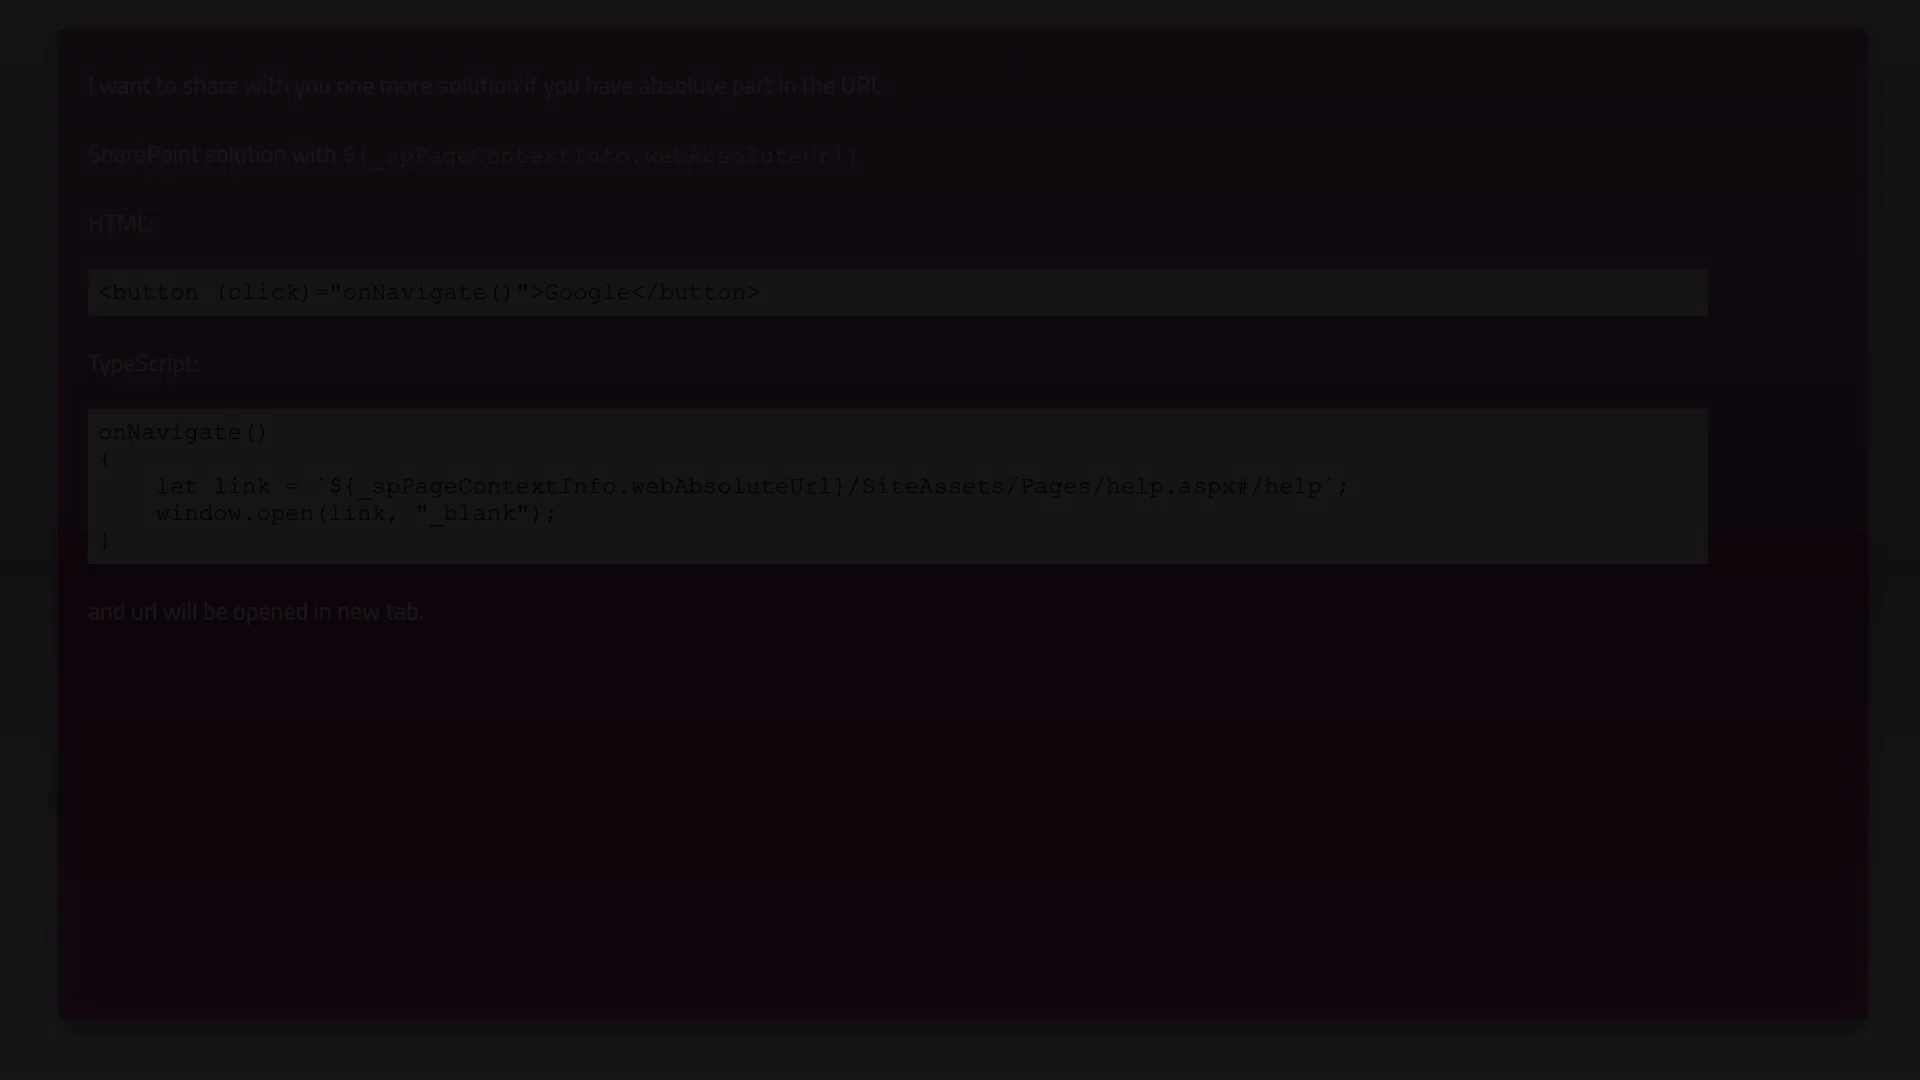 I want to share with you one more solution if you have absolute part in the URL
SharePoint solution with ${_spPageContextInfo.webAbsoluteUrl}
HTML:
<button (click)="onNavigate()">Google</button>
TypeScript:
onNavigate()
{
    let link = `${_spPageContextInfo.webAbsoluteUrl}/SiteAssets/Pages/help.aspx#/help`;
    window.open(link, "_blank");
}
and url will be opened in new tab.